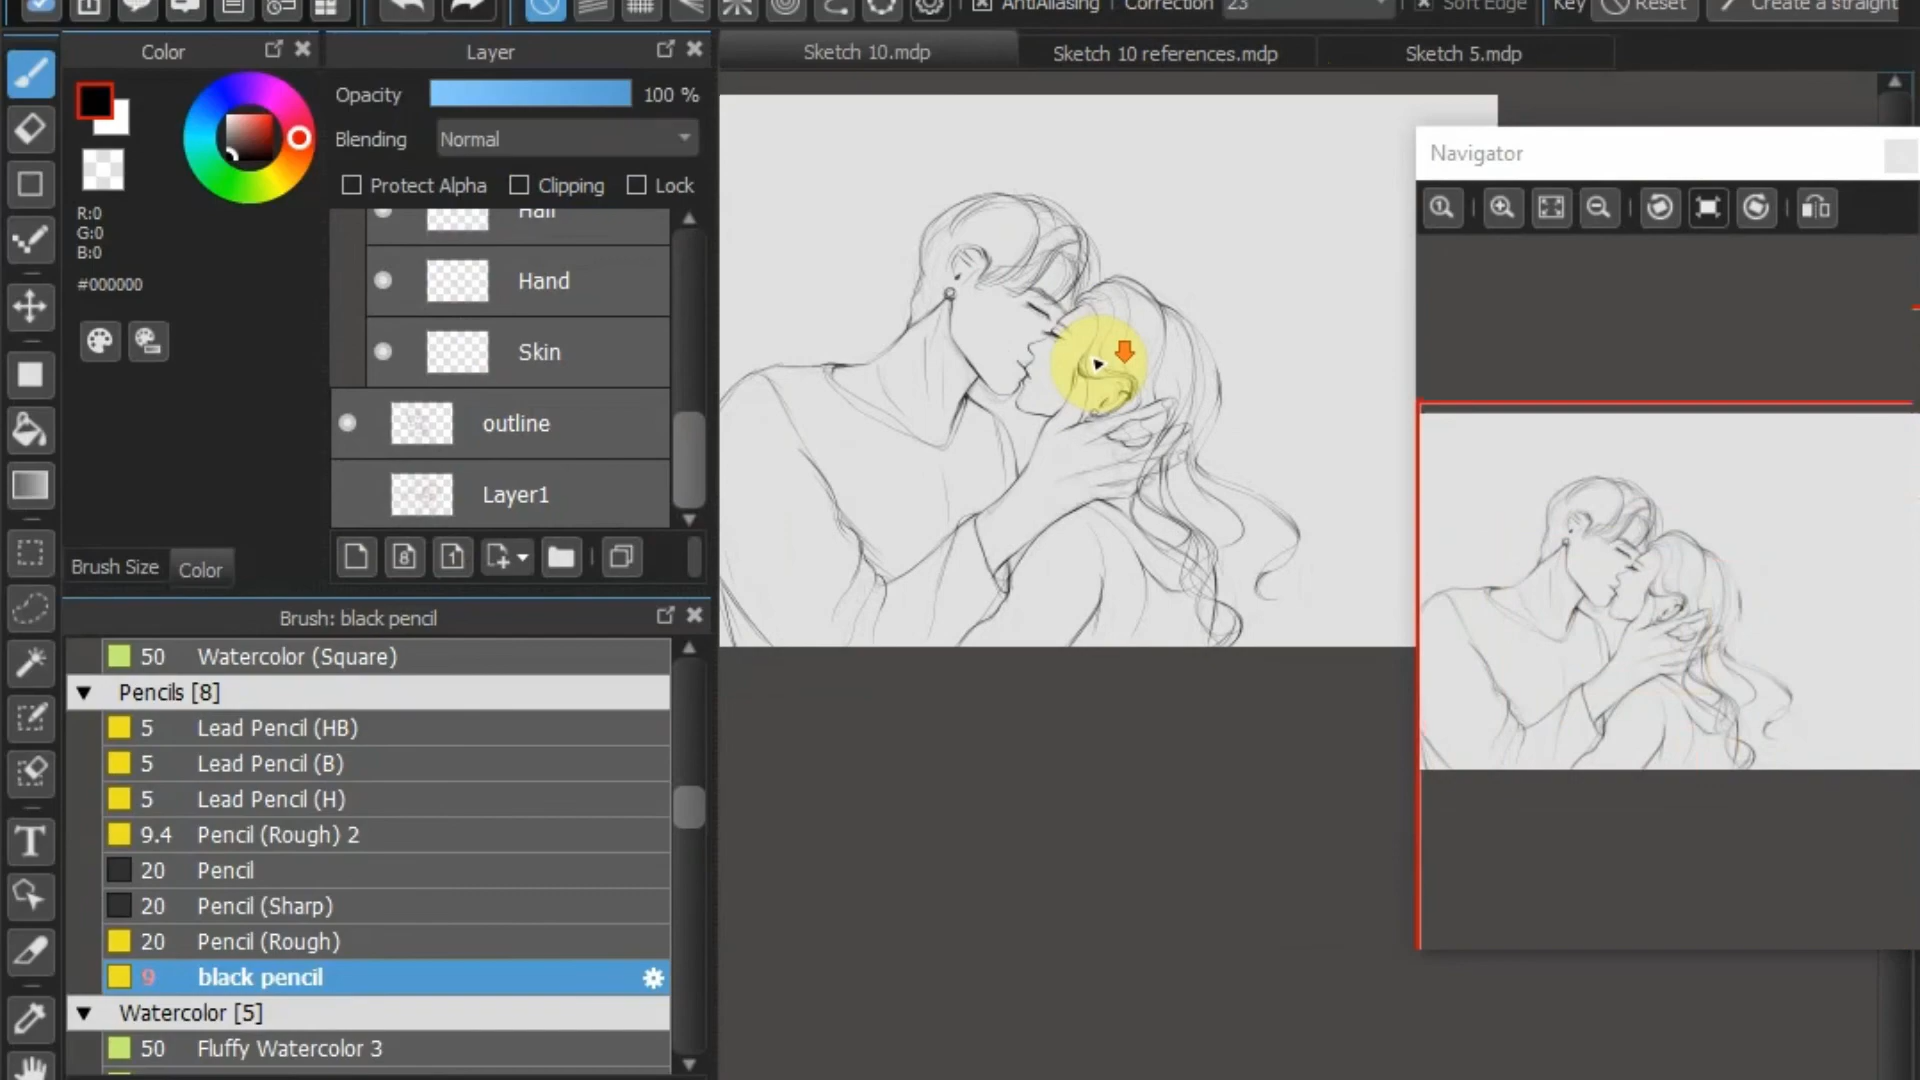 AntiAliasing
Correction
23
Soft Edge
Key
Reset
Create a straight
Color
Layer
Sketch 10.mdp
Sketch 10 references.mdp
Sketch 5.mdp
Opacity
100 %
Blending
Normal
Protect Alpha
Clipping
Lock
R:0
G:0
B:0
#000000
Hair
Hand
Skin
outline
Layer1
8
1
Brush Size
Color
Navigator
1
Brush: black pencil
50 Watercolor (Square)
Pencils [8]
5 Lead Pencil (HB)
5 Lead Pencil (B)
5 Lead Pencil (H)
9.4 Pencil (Rough) 2
20 Pencil
20 Pencil (Sharp)
20 Pencil (Rough)
9 black pencil
Watercolor [5]
50 Fluffy Watercolor 3
T